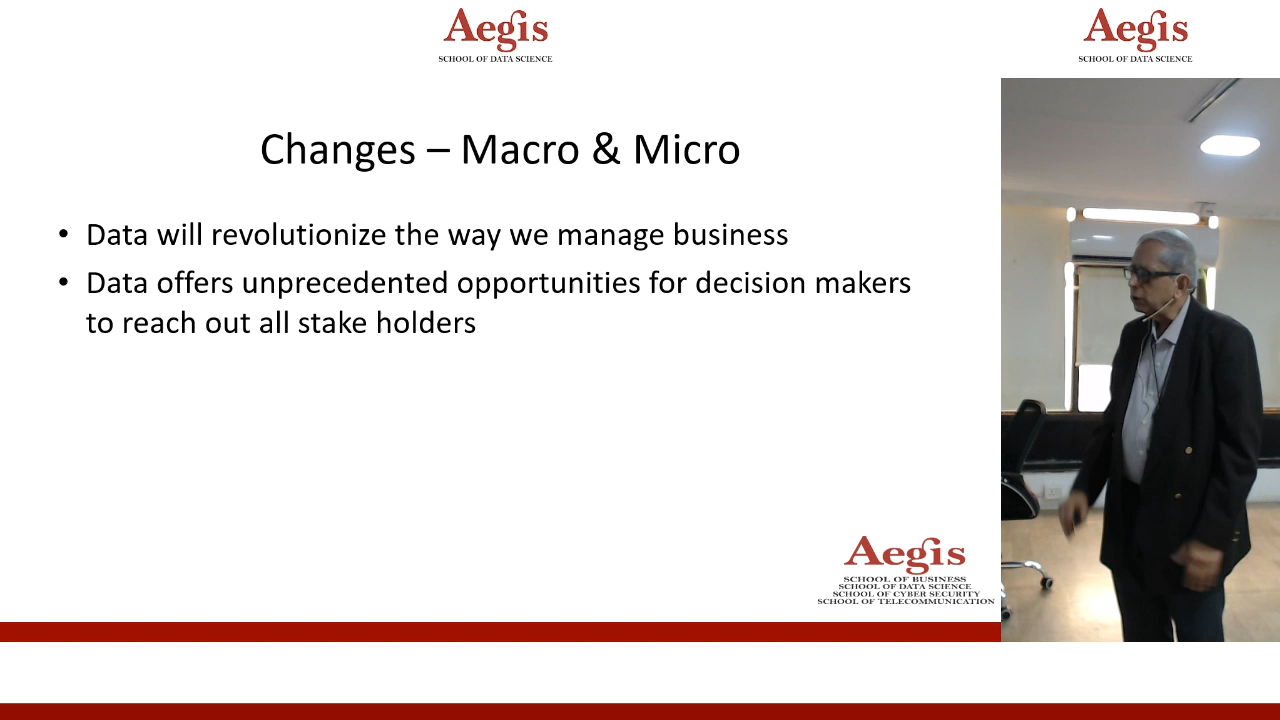 Aegis
SCHOOL OF DATA SCIENCE
Aegis
SCHOOL OF DATA SCIENCE
Changes – Macro & Micro
• Data will revolutionize the way we manage business
• Data offers unprecedented opportunities for decision makers
to reach out all stake holders
Aegis
SCHOOL OF BUSINESS
SCHOOL OF DATA SCIENCE
SCHOOL OF CYBER SECURITY
SCHOOL OF TELECOMMUNICATION